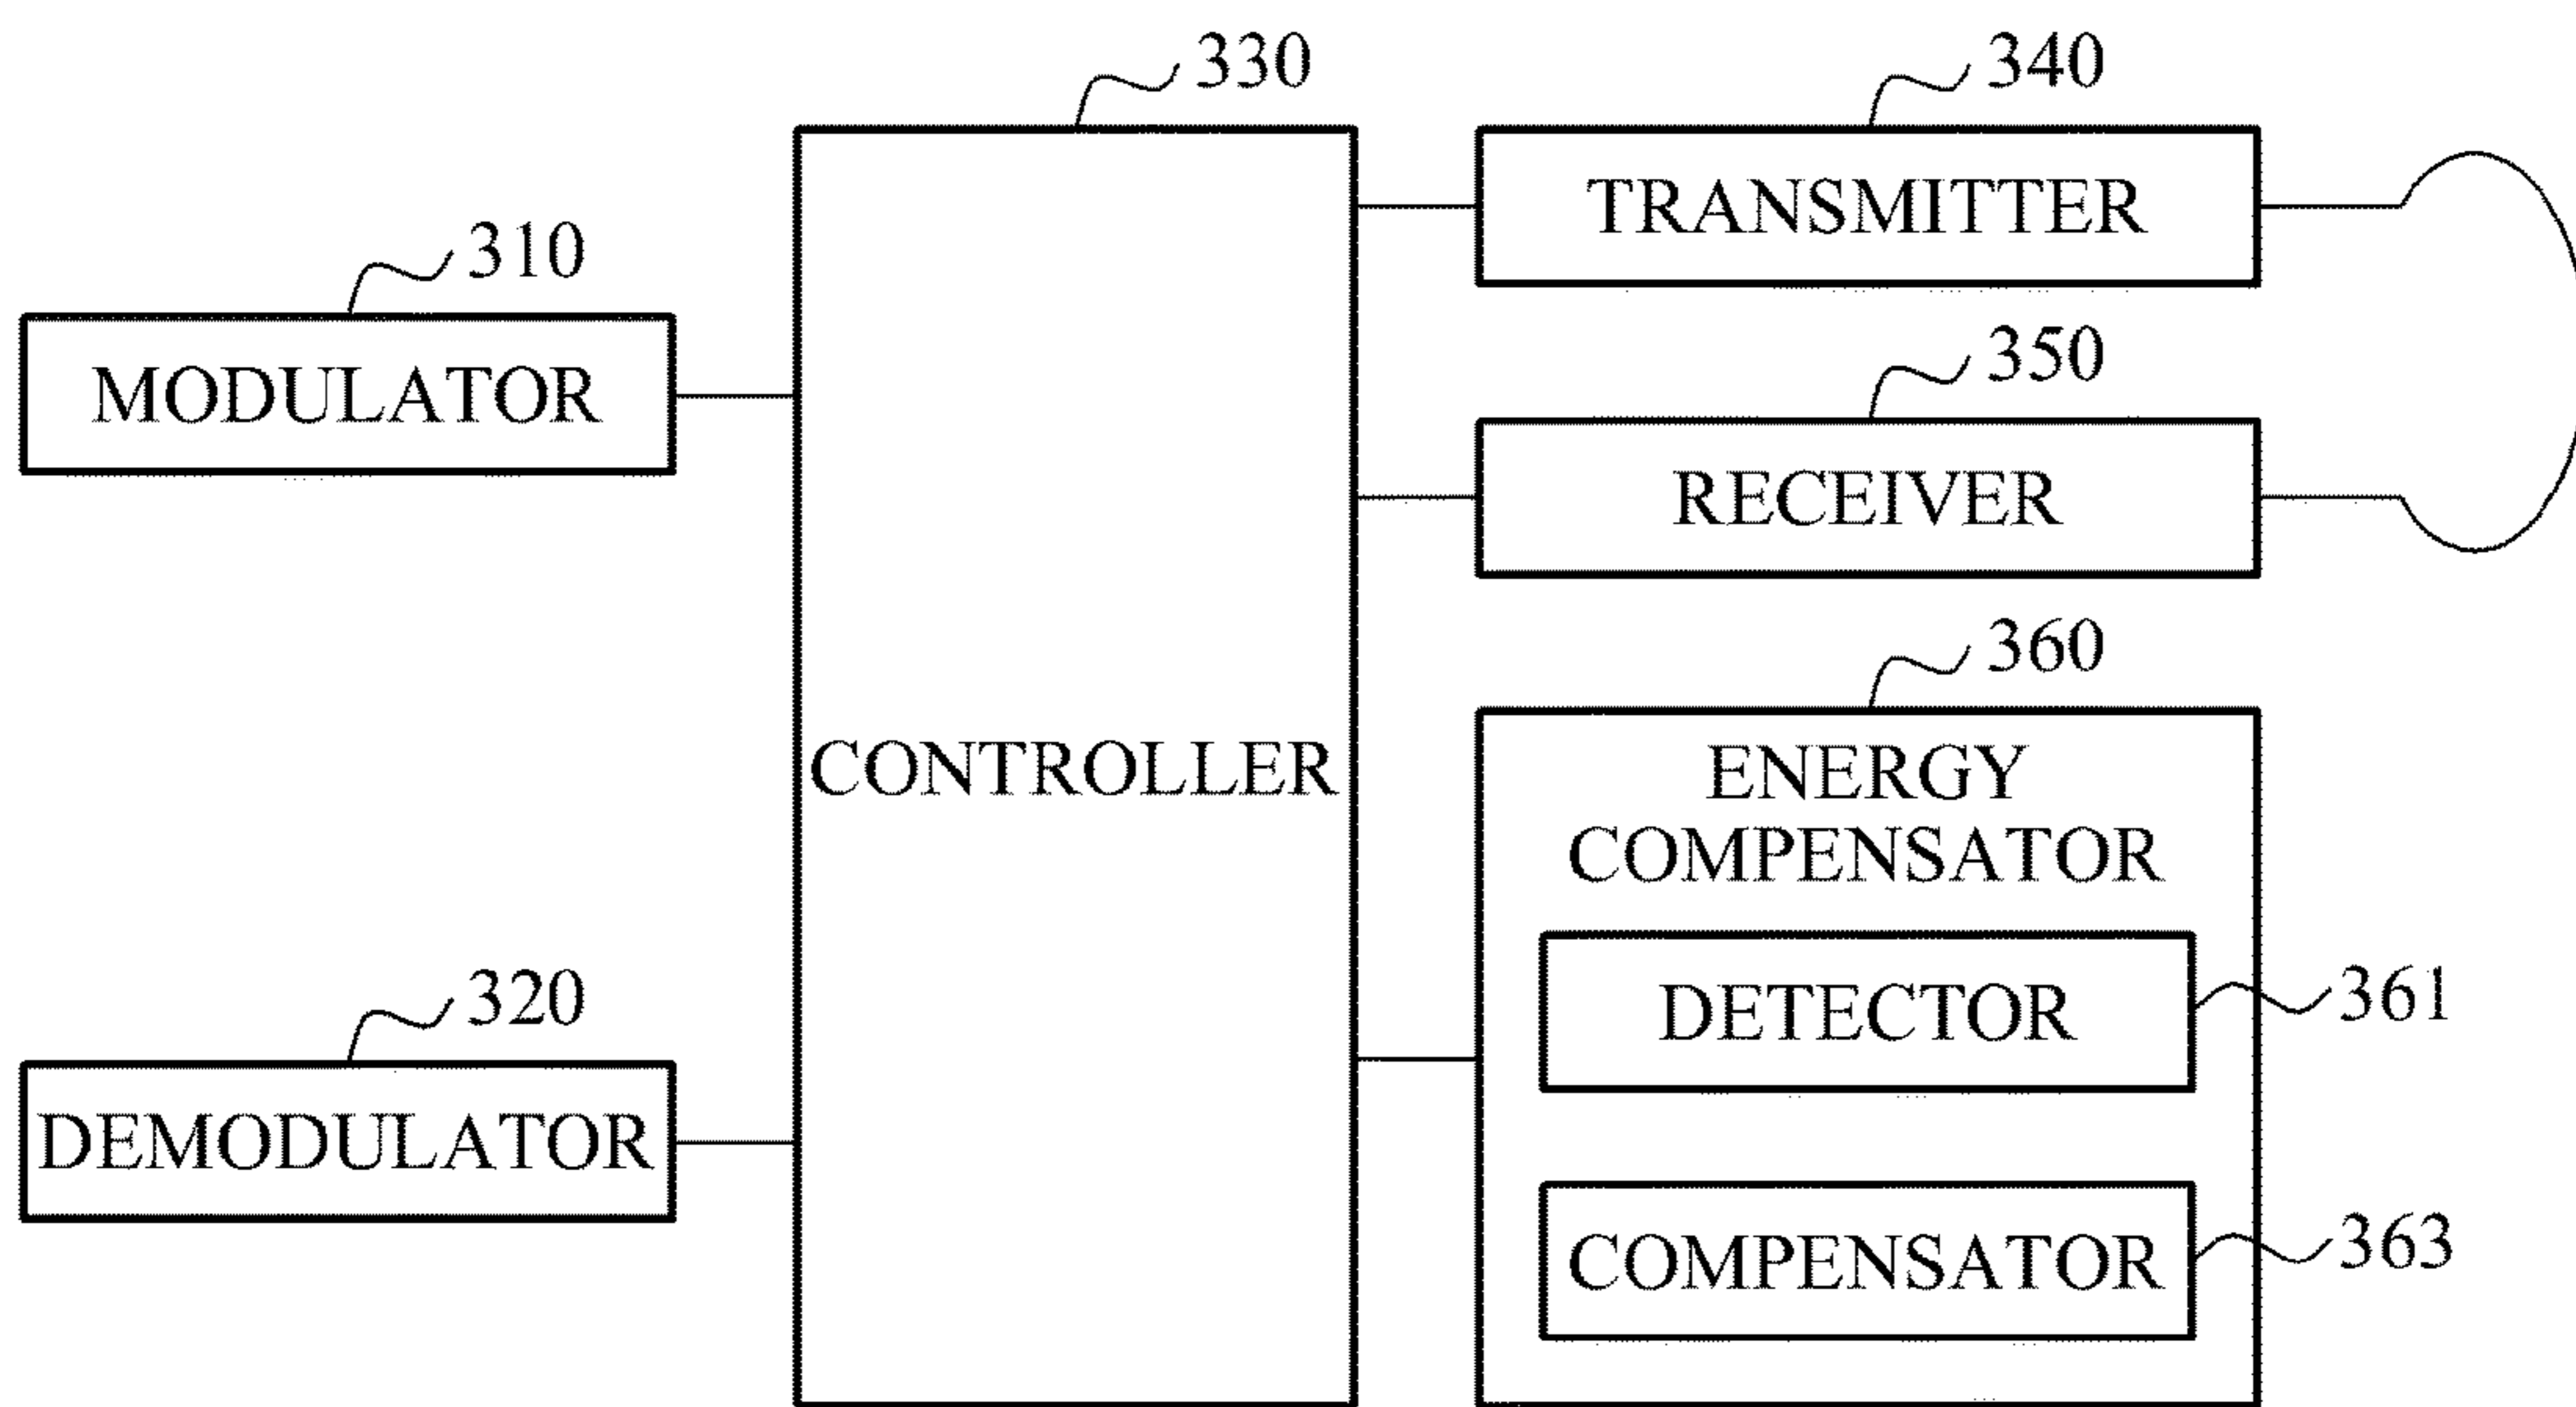 330
340
TRANSMITTER
310
MODULATOR
350
RECEIVER
360
CONTROLLER
ENERGY
COMPENSATOR
320
DEMODULATOR
DETECTOR
361
COMPENSATOR
363